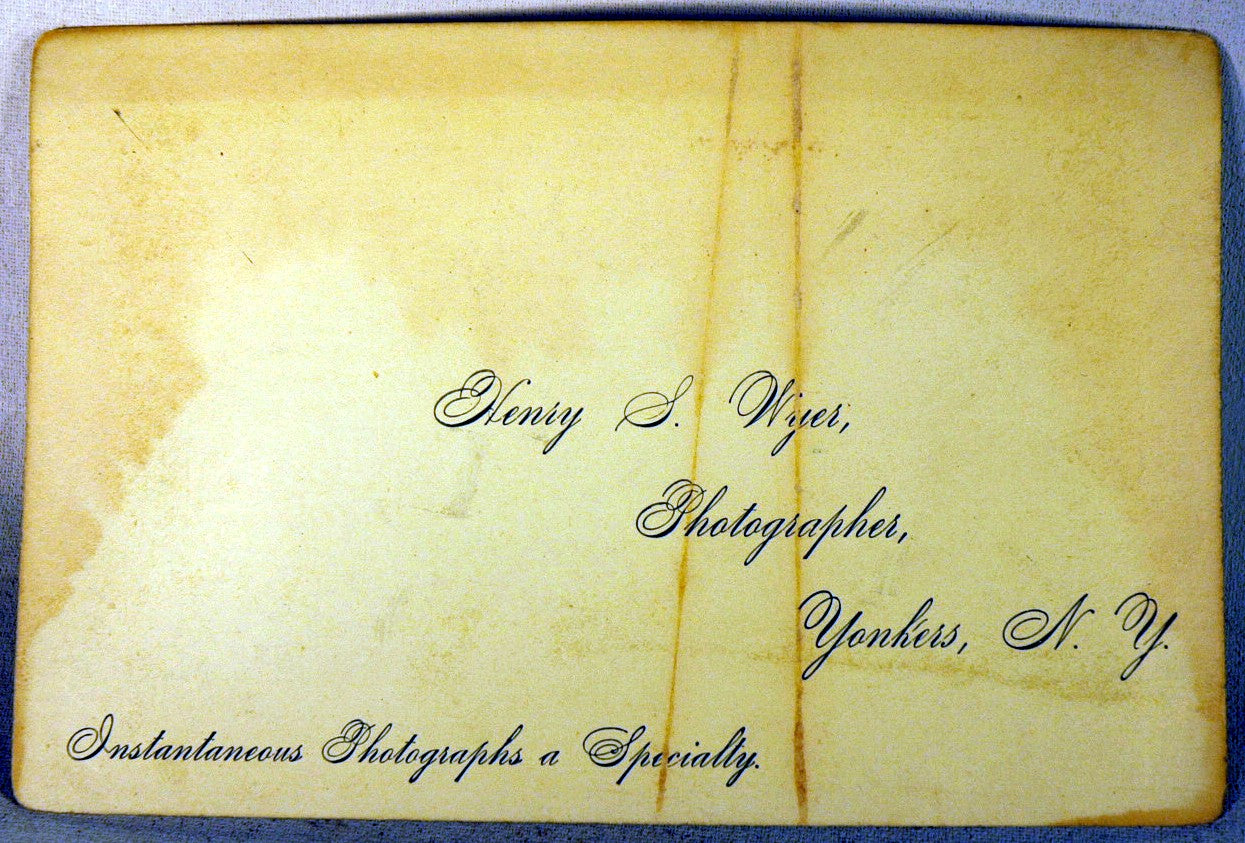 Henry S. Wyer,
Photographer,
Yonkers, N. Y.
Instantaneous Photographs a Specialty.